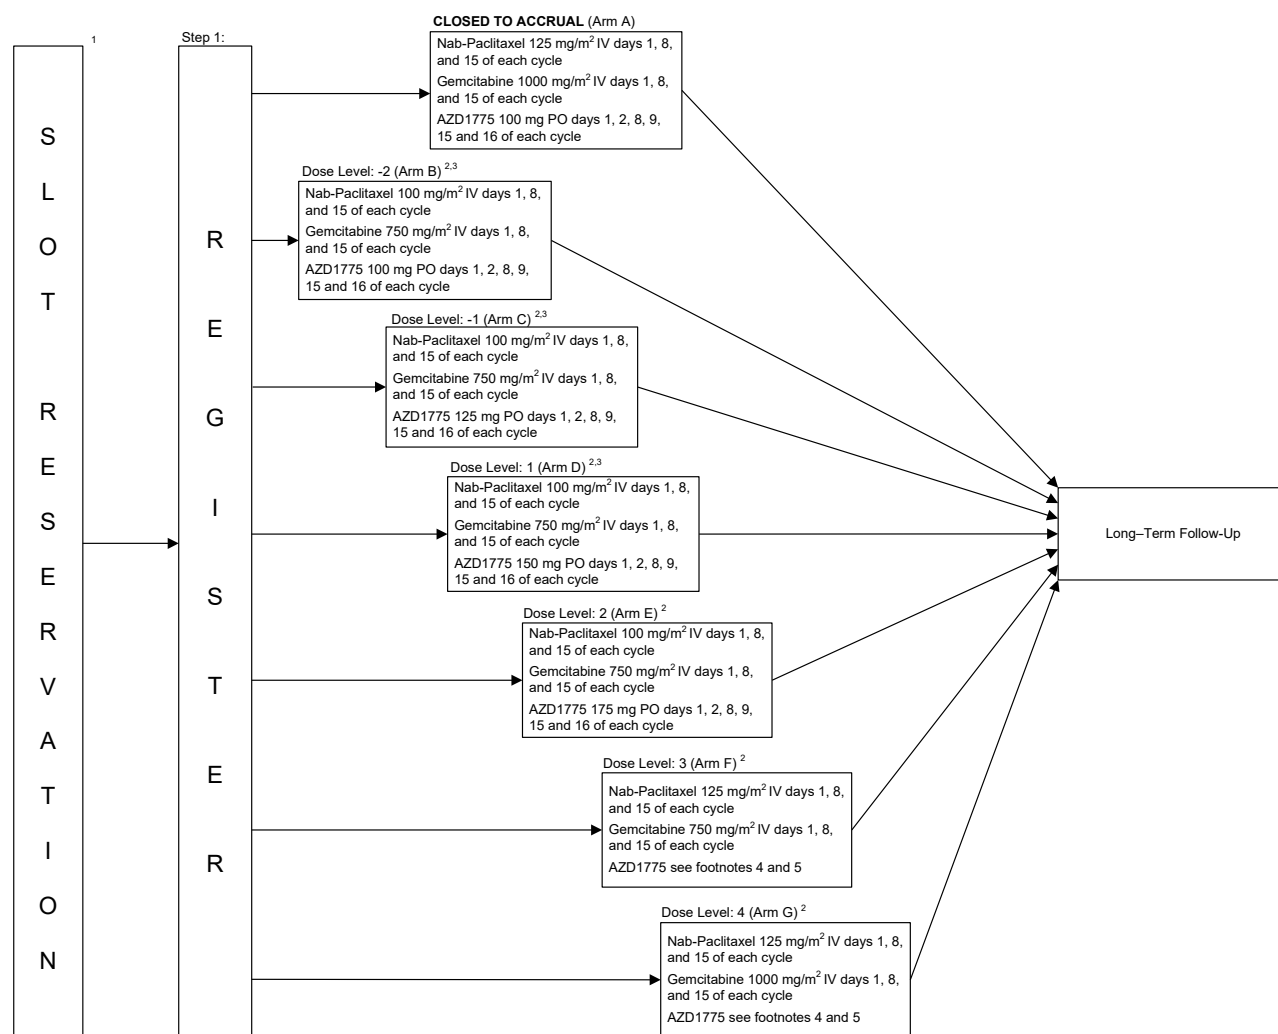 1
SLOT RESERVATION
Step 1:
REGISTER
CLOSED TO ACCRUAL (Arm A)
Nab-Paclitaxel 125 mg/m² IV days 1, 8,
and 15 of each cycle
Gemcitabine 1000 mg/m² IV days 1, 8,
and 15 of each cycle
AZD1775 100 mg PO days 1, 2, 8, 9,
15 and 16 of each cycle
Dose Level: -2 (Arm B) ²,³
Nab-Paclitaxel 100 mg/m² IV days 1, 8,
and 15 of each cycle
Gemcitabine 750 mg/m² IV days 1, 8,
and 15 of each cycle
AZD1775 100 mg PO days 1, 2, 8, 9,
15 and 16 of each cycle
Dose Level: -1 (Arm C) ²,³
Nab-Paclitaxel 100 mg/m² IV days 1, 8,
and 15 of each cycle
Gemcitabine 750 mg/m² IV days 1, 8,
and 15 of each cycle
AZD1775 125 mg PO days 1, 2, 8, 9,
15 and 16 of each cycle
Dose Level: 1 (Arm D) ²,³
Nab-Paclitaxel 100 mg/m² IV days 1, 8,
and 15 of each cycle
Gemcitabine 750 mg/m² IV days 1, 8,
and 15 of each cycle
AZD1775 150 mg PO days 1, 2, 8, 9,
15 and 16 of each cycle
Dose Level: 2 (Arm E) ²
Nab-Paclitaxel 100 mg/m² IV days 1, 8,
and 15 of each cycle
Gemcitabine 750 mg/m² IV days 1, 8,
and 15 of each cycle
AZD1775 175 mg PO days 1, 2, 8, 9,
15 and 16 of each cycle
Dose Level: 3 (Arm F) ²
Nab-Paclitaxel 125 mg/m² IV days 1, 8,
and 15 of each cycle
Gemcitabine 750 mg/m² IV days 1, 8,
and 15 of each cycle
AZD1775 see footnotes 4 and 5
Dose Level: 4 (Arm G) ²
Nab-Paclitaxel 125 mg/m² IV days 1, 8,
and 15 of each cycle
Gemcitabine 1000 mg/m² IV days 1, 8,
and 15 of each cycle
AZD1775 see footnotes 4 and 5
Long–Term Follow-Up